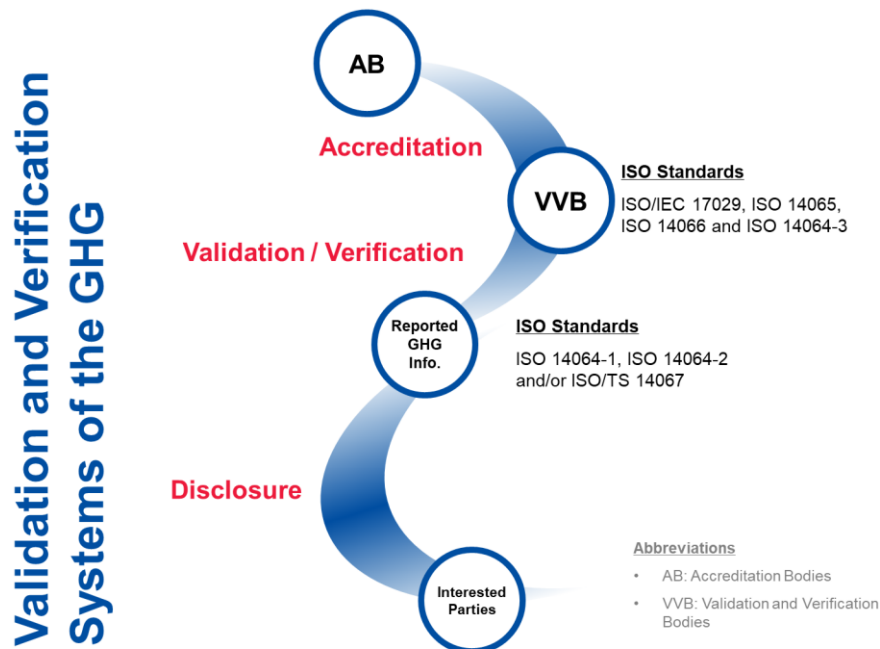 Validation and Verification
Systems of the GHG
AB
Accreditation
VVB
ISO Standards
ISO/IEC 17029, ISO 14065,
ISO 14066 and ISO 14064-3
Validation / Verification
Reported
GHG
Info.
ISO Standards
ISO 14064-1, ISO 14064-2
and/or ISO/TS 14067
Disclosure
Interested
Parties
Abbreviations
• AB: Accreditation Bodies
• VVB: Validation and Verification
Bodies